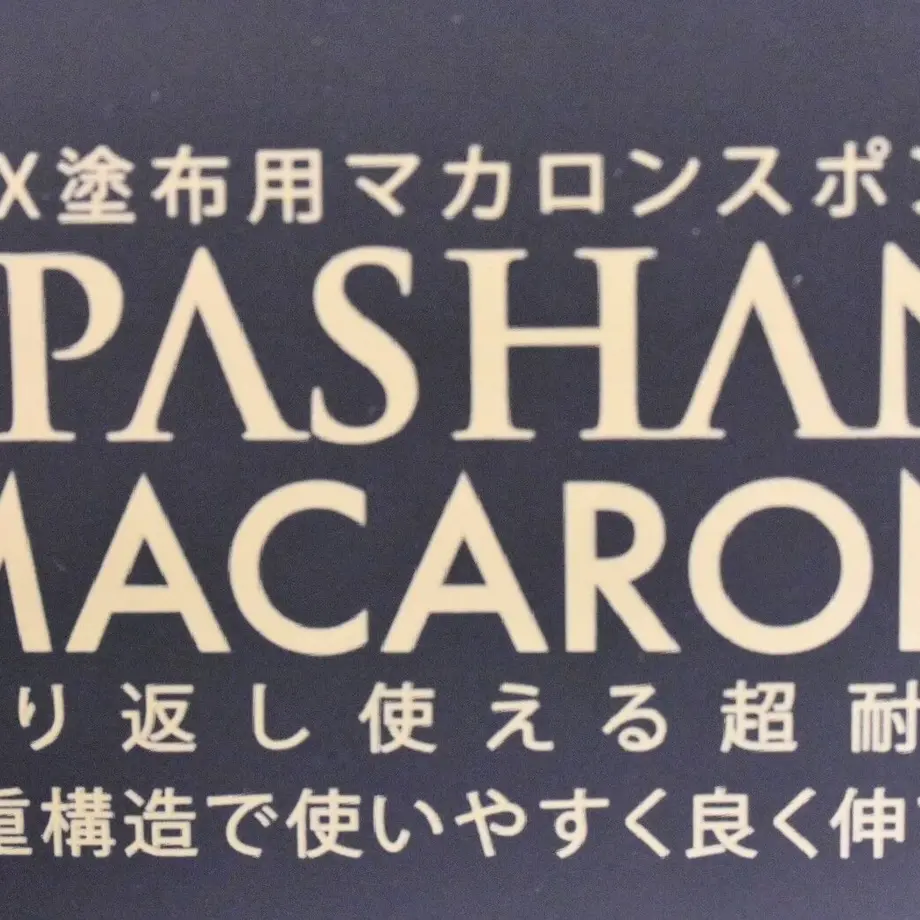 X塗布用マカロンスポン
PASHAN
MACARON
り返し使える超耐
重構造で使いやすく良く伸